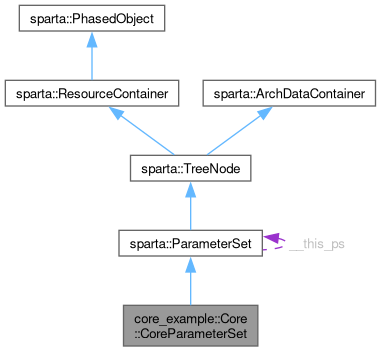 sparta::PhasedObject
sparta::ResourceContainer
sparta::ArchDataContainer
sparta::TreeNode
sparta::ParameterSet
__this_ps
core_example::Core
::CoreParameterSet